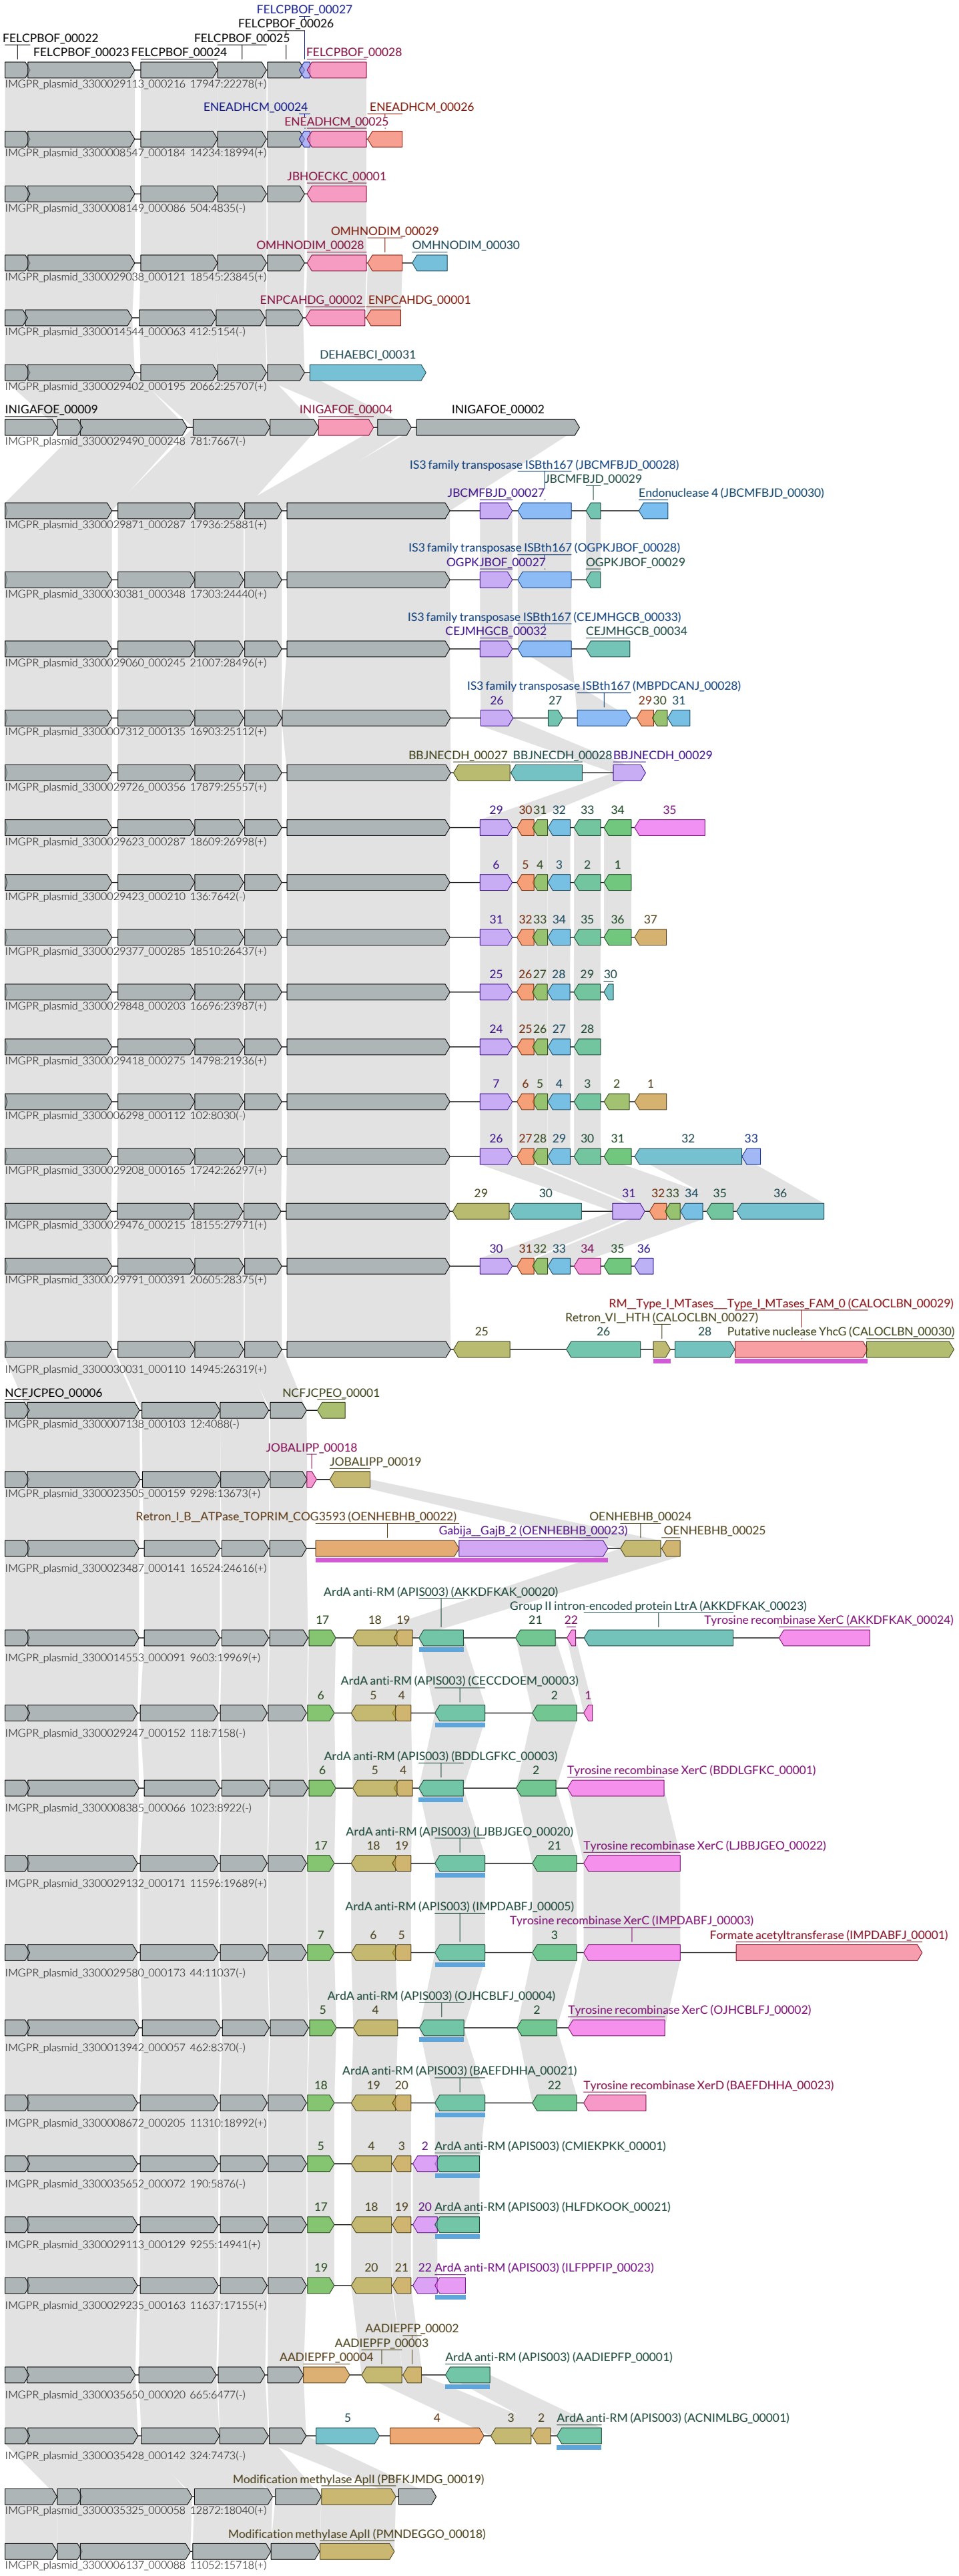 FELCPBOF_00027
FELCPBOF_00026
FELCPBOF_00022 FELCPBOF_00025
FELCPBOF_00023 FELCPBOF_00024 FELCPBOF_00028
IMGPR_plasmid_3300029113_000216 17947:22278(+)
ENEADHCM_00024 ENEADHCM_00026
ENEADHCM_00025
IMGPR_plasmid_3300008547_000184 14234:18994(+)
JBHOECKC_00001
IMGPR_plasmid_3300008149_000086 504:4835(-)
OMHNODIM_00029
OMHNODIM_00028 OMHNODIM_00030
IMGPR_plasmid_3300029038_000121 18545:23845(+)
ENPCAHDG_00002 ENPCAHDG_00001
IMGPR_plasmid_3300014544_000063 412:5154(-)
DEHAEBCI_00031
IMGPR_plasmid_3300029402_000195 20662:25707(+)
INIGAFOE_00009 INIGAFOE_00004 INIGAFOE_00002
IMGPR_plasmid_3300029490_000248 781:7667(-)
IS3 family transposase ISBth167 (JBCMFBJD_00028)
JBCMFBJD_00029
JBCMFBJD_00027 Endonuclease 4 (JBCMFBJD_00030)
IMGPR_plasmid_3300029871_000287 17936:25881(+)
IS3 family transposase ISBth167 (OGPKJBOF_00028)
OGPKJBOF_00027 OGPKJBOF_00029
IMGPR_plasmid_3300030381_000348 17303:24440(+)
IS3 family transposase ISBth167 (CEJMHGCB_00033)
CEJMHGCB_00032 CEJMHGCB_00034
IMGPR_plasmid_3300029060_000245 21007:28496(+)
IS3 family transposase ISBth167 (MBPDCANJ_00028)
26 27 29 30 31
IMGPR_plasmid_3300007312_000135 16903:25112(+)
BBJNECDH_00027 BBJNECDH_00028 BBJNECDH_00029
IMGPR_plasmid_3300029726_000356 17879:25557(+)
29 30 31 32 33 34 35
IMGPR_plasmid_3300029623_000287 18609:26998(+)
6 5 4 3 2 1
IMGPR_plasmid_3300029423_000210 136:7642(-)
31 32 33 34 35 36 37
IMGPR_plasmid_3300029377_000285 18510:26437(+)
25 26 27 28 29 30
IMGPR_plasmid_3300029848_000203 16696:23987(+)
24 25 26 27 28
IMGPR_plasmid_3300029418_000275 14798:21936(+)
7 6 5 4 3 2 1
IMGPR_plasmid_3300006298_000112 102:8030(-)
26 27 28 29 30 31 32 33
IMGPR_plasmid_3300029208_000165 17242:26297(+)
29 30 31 32 33 34 35 36
IMGPR_plasmid_3300029476_000215 18155:27971(+)
30 31 32 33 34 35 36
IMGPR_plasmid_3300029791_000391 20605:28375(+)
RM__Type_I_MTases___Type_I_MTases_FAM_0 (CALOCLBN_00029)
Retron_VI__HTH (CALOCLBN_00027)
25 26 28 Putative nuclease YhcG (CALOCLBN_00030)
IMGPR_plasmid_3300030031_000110 14945:26319(+)
NCFJCPEO_00006 NCFJCPEO_00001
IMGPR_plasmid_3300007138_000103 12:4088(-)
JOBALIPP_00018
JOBALIPP_00019
IMGPR_plasmid_3300023505_000159 9298:13673(+)
Retron_I_B__ATPase_TOPRIM_COG3593 (OENHEBHB_00022) OENHEBHB_00024
Gabija__GajB_2 (OENHEBHB_00023) OENHEBHB_00025
IMGPR_plasmid_3300023487_000141 16524:24616(+)
ArdA anti-RM (APIS003) (AKKDFKAK_00020)
Group II intron-encoded protein LtrA (AKKDFKAK_00023)
17 18 19 21 22 Tyrosine recombinase XerC (AKKDFKAK_00024)
IMGPR_plasmid_3300014553_000091 9603:19969(+)
ArdA anti-RM (APIS003) (CECCDOEM_00003)
6 5 4 2 1
IMGPR_plasmid_3300029247_000152 118:7158(-)
ArdA anti-RM (APIS003) (BDDLGFKC_00003)
6 5 4 2 Tyrosine recombinase XerC (BDDLGFKC_00001)
IMGPR_plasmid_3300008385_000066 1023:8922(-)
ArdA anti-RM (APIS003) (LJBBJGEO_00020)
17 18 19 21 Tyrosine recombinase XerC (LJBBJGEO_00022)
IMGPR_plasmid_3300029132_000171 11596:19689(+)
ArdA anti-RM (APIS003) (IMPDABFJ_00005)
Tyrosine recombinase XerC (IMPDABFJ_00003)
7 6 5 3 Formate acetyltransferase (IMPDABFJ_00001)
IMGPR_plasmid_3300029580_000173 44:11037(-)
ArdA anti-RM (APIS003) (OJHCBLFJ_00004)
5 4 2 Tyrosine recombinase XerC (OJHCBLFJ_00002)
IMGPR_plasmid_3300013942_000057 462:8370(-)
ArdA anti-RM (APIS003) (BAEFDHHA_00021)
18 19 20 22 Tyrosine recombinase XerD (BAEFDHHA_00023)
IMGPR_plasmid_3300008672_000205 11310:18992(+)
5 4 3 2 ArdA anti-RM (APIS003) (CMIEKPKK_00001)
IMGPR_plasmid_3300035652_000072 190:5876(-)
17 18 19 20 ArdA anti-RM (APIS003) (HLFDKOOK_00021)
IMGPR_plasmid_3300029113_000129 9255:14941(+)
19 20 21 22 ArdA anti-RM (APIS003) (ILFPPFIP_00023)
IMGPR_plasmid_3300029235_000163 11637:17155(+)
AADIEPFP_00002
AADIEPFP_00003
AADIEPFP_00004 ArdA anti-RM (APIS003) (AADIEPFP_00001)
IMGPR_plasmid_3300035650_000020 665:6477(-)
5 4 3 2 ArdA anti-RM (APIS003) (ACNIMLBG_00001)
IMGPR_plasmid_3300035428_000142 324:7473(-)
Modification methylase AplI (PBFKJMDG_00019)
IMGPR_plasmid_3300035325_000058 12872:18040(+)
Modification methylase AplI (PMNDEGGO_00018)
IMGPR_plasmid_3300006137_000088 11052:15718(+)